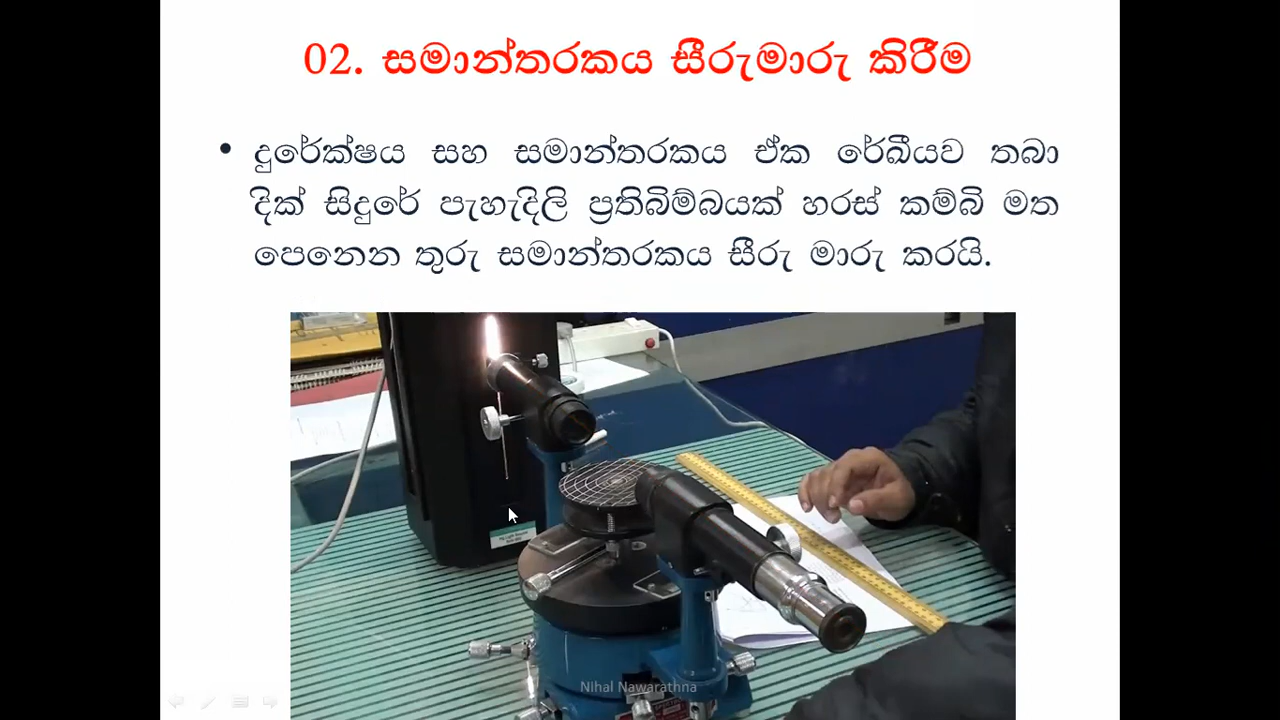 02. සමාන්තරකය සීරුමාරු කිරීම
• දුරේක්ෂය සහ සමාන්තරකය ඒක රේඛීයව තබා
දික් සිදුරේ පැහැදිලි ප්‍රතිබිම්බයක් හරස් කම්බි මත
පෙනෙන තුරු සමාන්තරකය සීරු මාරු කරයි.
Nihal Nawarathna